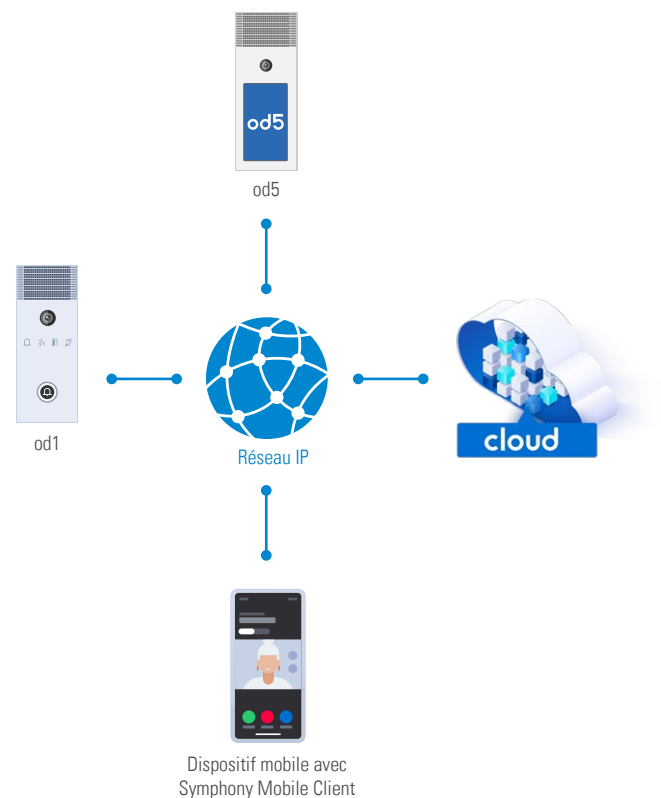 od5
od5
od1
Réseau IP
cloud
Dispositif mobile avec
Symphony Mobile Client